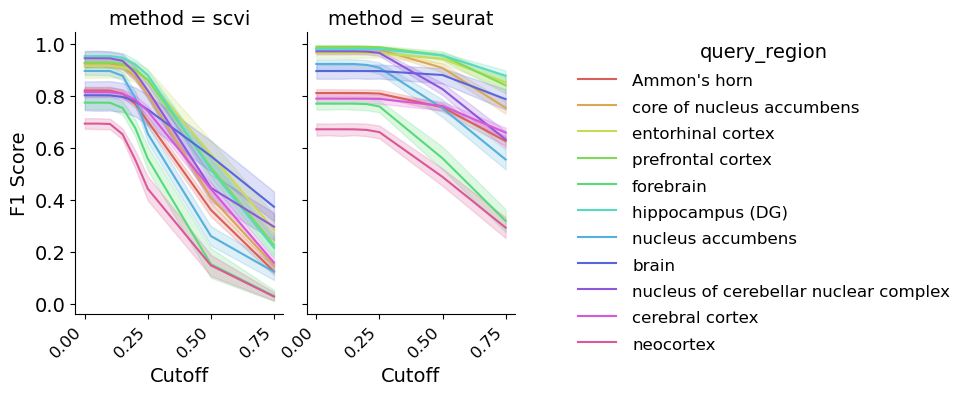 method = scvi
method = seurat
F1 Score
1.0
0.8
0.6
0.4
0.2
0.0
0.00
0.25
0.50
0.75
Cutoff
0.00
0.25
0.50
0.75
Cutoff
query_region
Ammon's horn
core of nucleus accumbens
entorhinal cortex
prefrontal cortex
forebrain
hippocampus (DG)
nucleus accumbens
brain
nucleus of cerebellar nuclear complex
cerebral cortex
neocortex